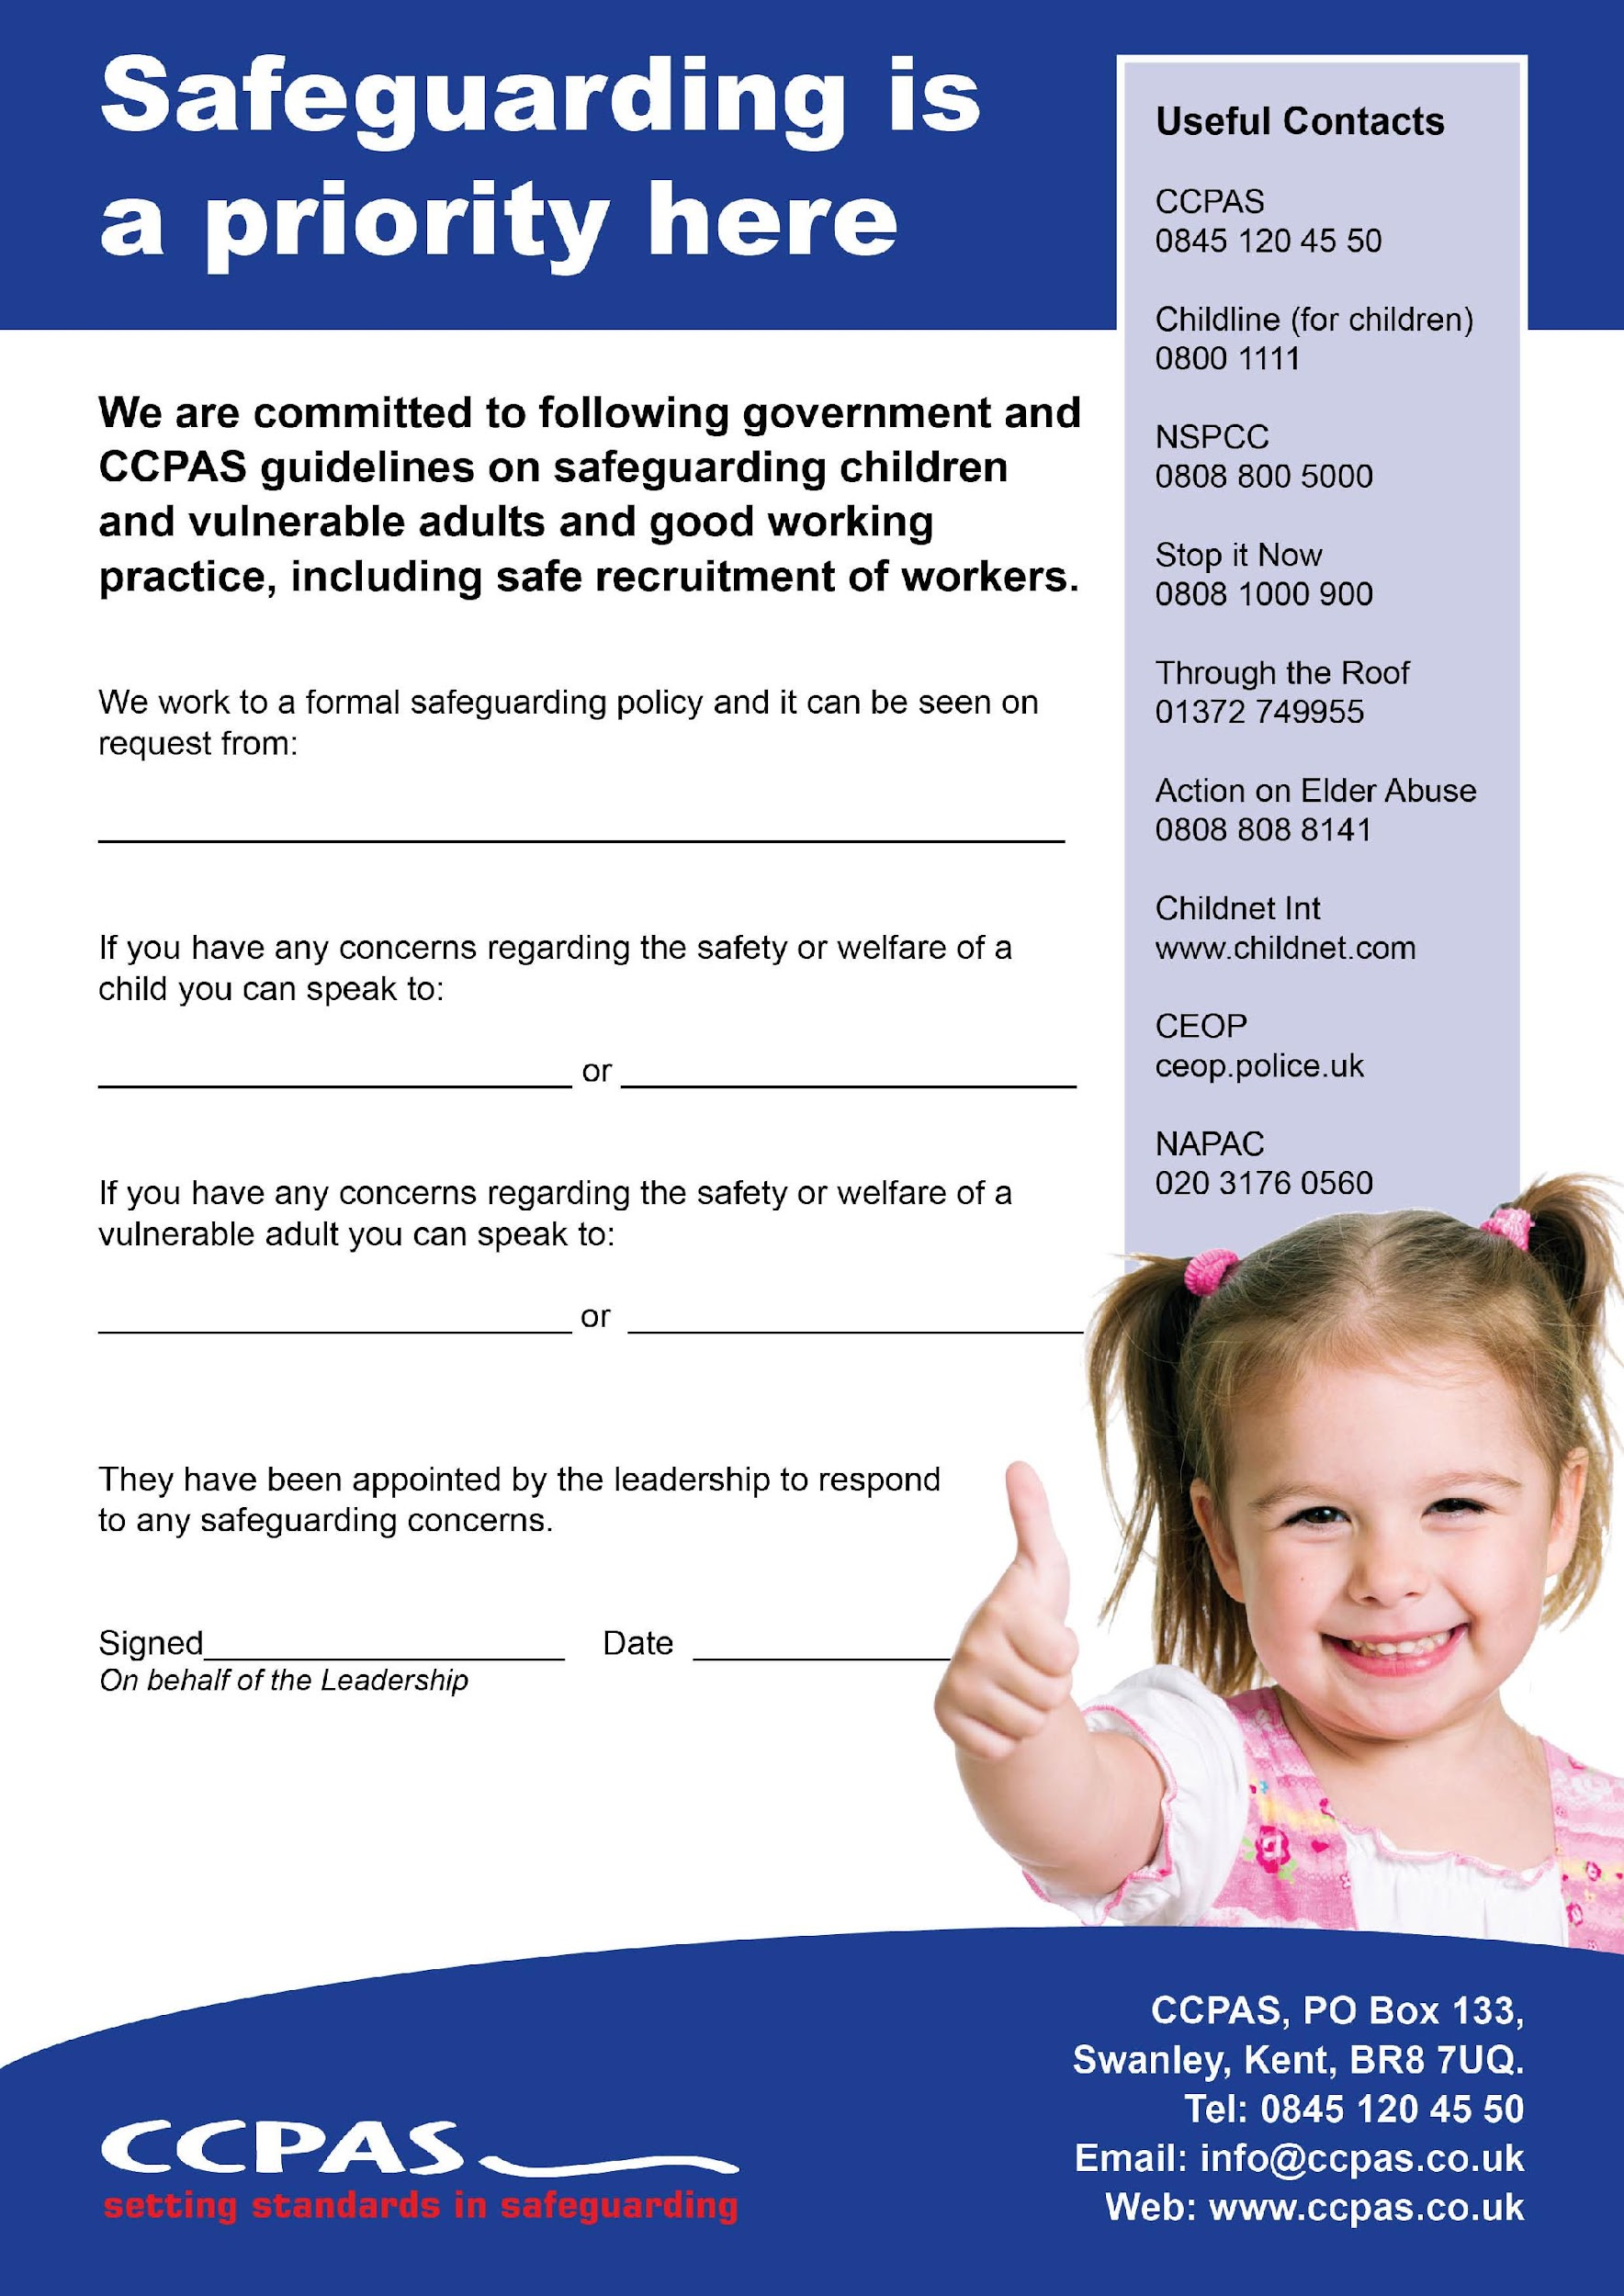 Safeguarding is
a priority here
We are committed to following government and
CCPAS guidelines on safeguarding children
and vulnerable adults and good working
practice, including safe recruitment of workers.
We work to a formal safeguarding policy and it can be seen on
request from:
If you have any concerns regarding the safety or welfare of a
child you can speak to:
or
If you have any concerns regarding the safety or welfare of a
vulnerable adult you can speak to:
or
They have been appointed by the leadership to respond
to any safeguarding concerns.
Signed Date
On behalf of the Leadership
Useful Contacts
CCPAS
0845 120 45 50
Childline (for children)
0800 1111
NSPCC
0808 800 5000
Stop it Now
0808 1000 900
Through the Roof
01372 749955
Action on Elder Abuse
0808 808 8141
Childnet Int
www.childnet.com
CEOP
ceop.police.uk
NAPAC
020 3176 0560
CCPAS
setting standards in safeguarding
CCPAS, PO Box 133,
Swanley, Kent, BR8 7UQ.
Tel: 0845 120 45 50
Email: info@ccpas.co.uk
Web: www.ccpas.co.uk